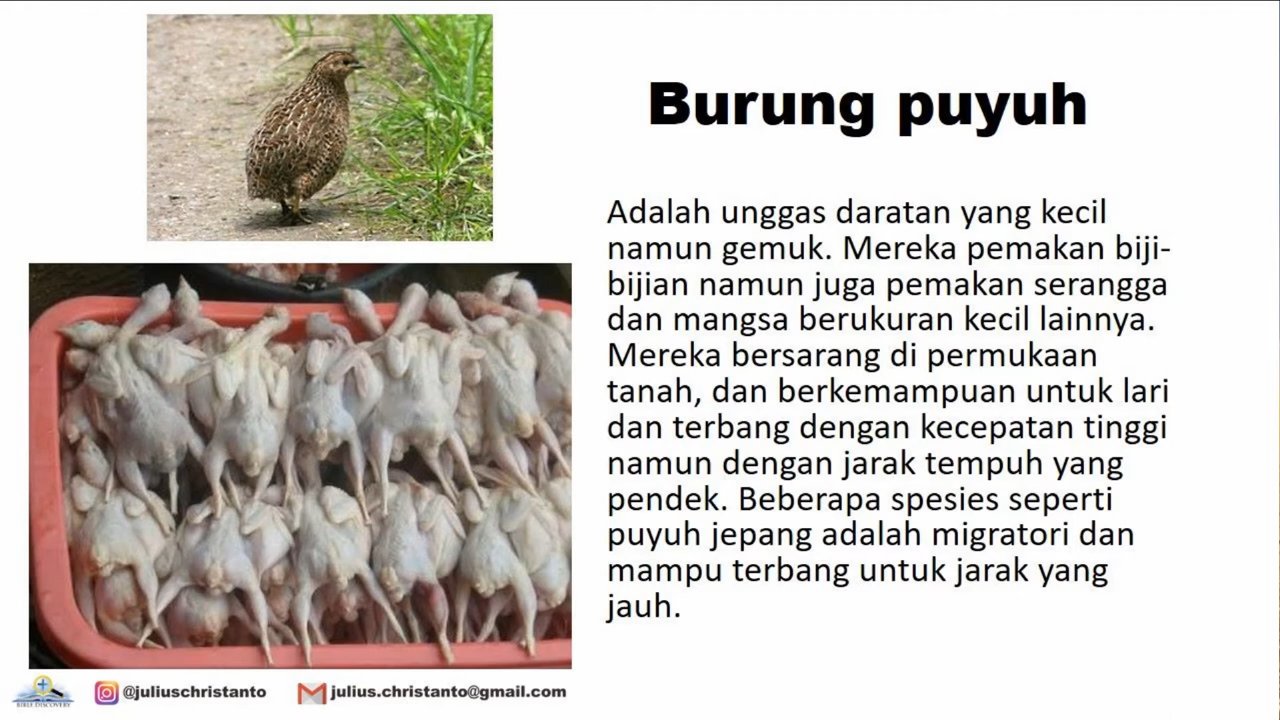 Burung puyuh
Adalah unggas daratan yang kecil
namun gemuk. Mereka pemakan biji-
bijian namun juga pemakan serangga
dan mangsa berukuran kecil lainnya.
Mereka bersarang di permukaan
tanah, dan berkemampuan untuk lari
dan terbang dengan kecepatan tinggi
namun dengan jarak tempuh yang
pendek. Beberapa spesies seperti
puyuh jepang adalah migratori dan
mampu terbang untuk jarak yang
jauh.
BIBLE DISCOVERY
@juliuschristanto
julius.christanto@gmail.com